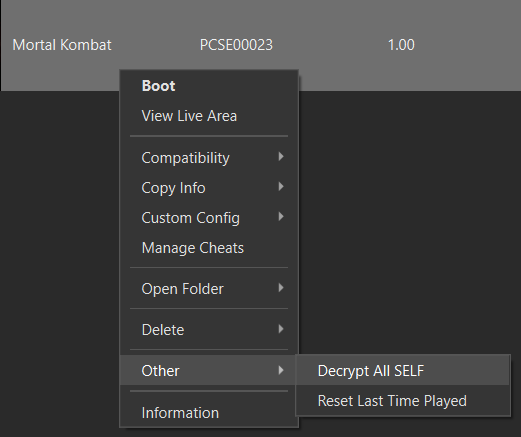 Mortal Kombat PCSE00023 1.00
Boot
View Live Area
Compatibility
Copy Info
Custom Config
Manage Cheats
Open Folder
Delete
Other
Decrypt All SELF
Reset Last Time Played
Information